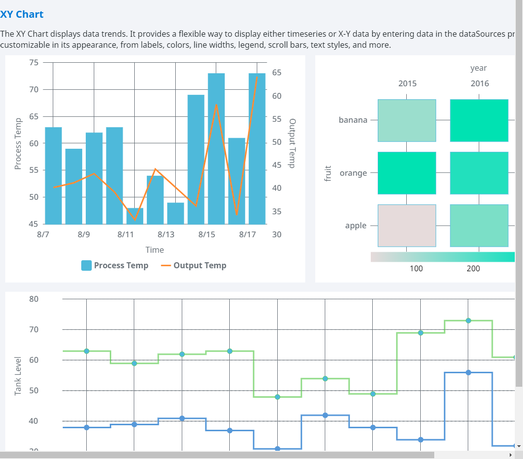 XY Chart
The XY Chart displays data trends. It provides a flexible way to display either timeseries or X-Y data by entering data in the dataSources pr
customizable in its appearance, from labels, colors, line widths, legend, scroll bars, text styles, and more.
75
70
65
60
55
50
45
Process Temp
65
60
55
50
45
40
35
30
Output Temp
8/7 8/9 8/11 8/13 8/15 8/17
Time
Process Temp Output Temp
year
2015 2016
fruit
banana
orange
apple
100 200
80
70
60
50
40
Tank Level